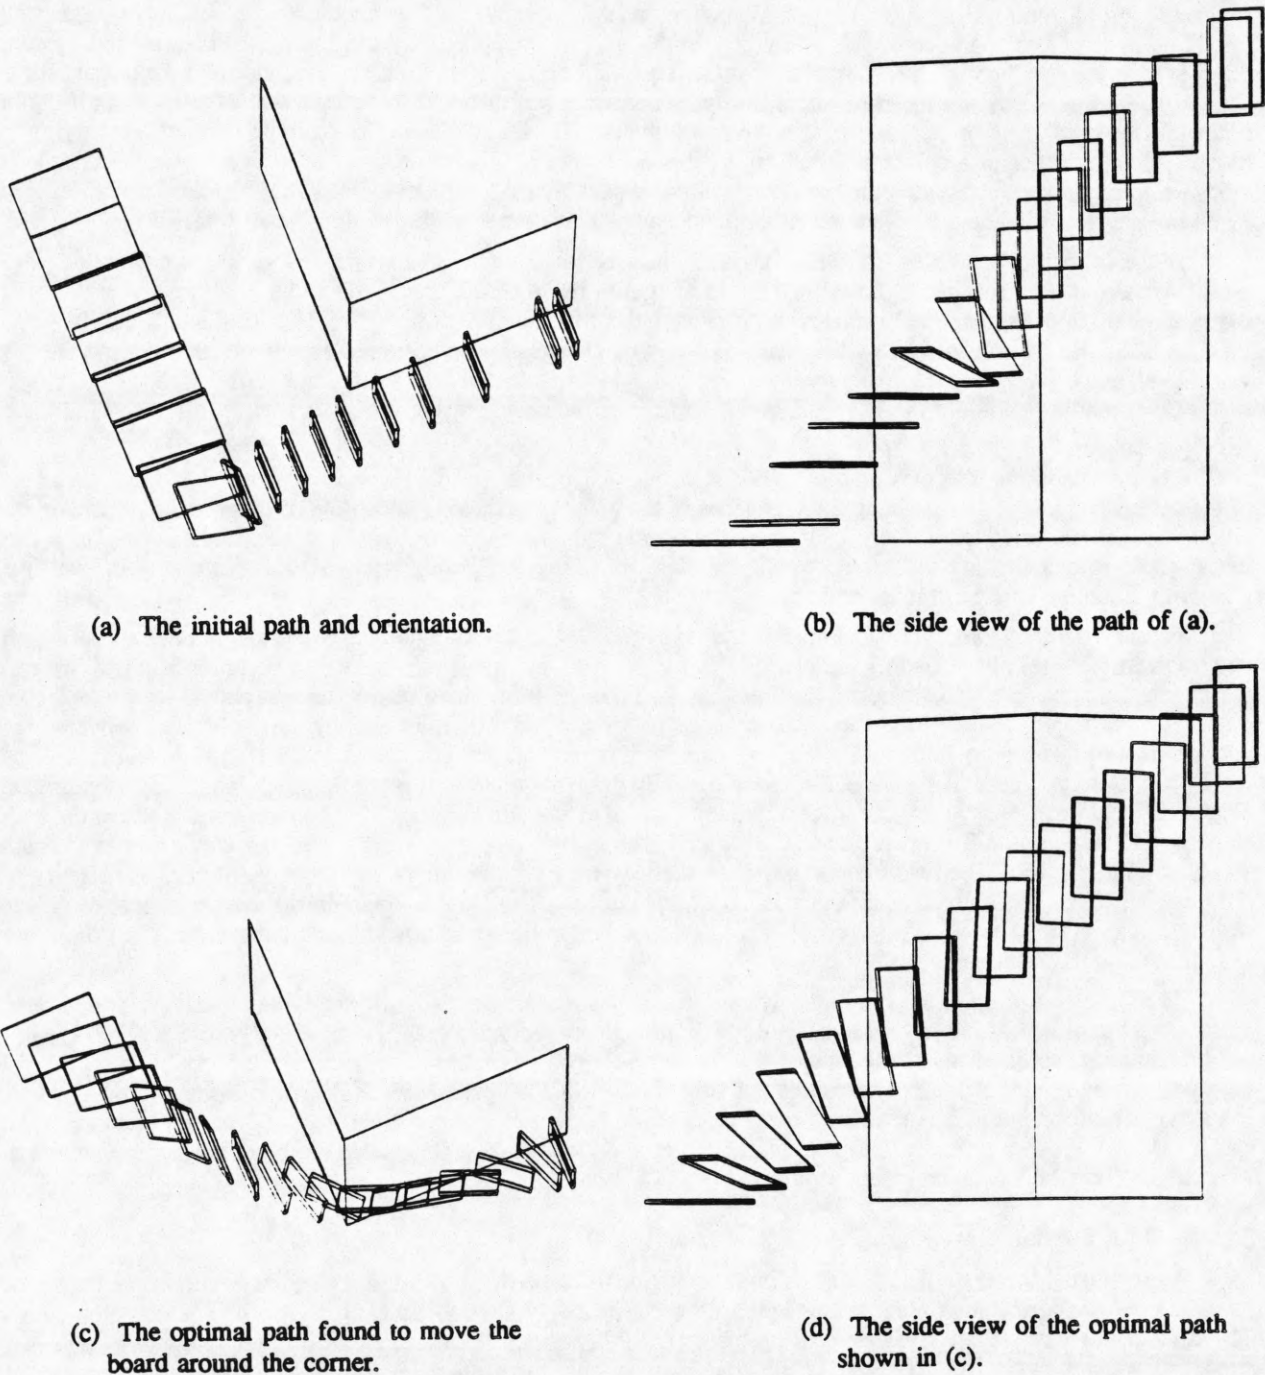 (a) The initial path and orientation.
(b) The side view of the path of (a).
(c) The optimal path found to move the
board around the corner.
(d) The side view of the optimal path
shown in (c).